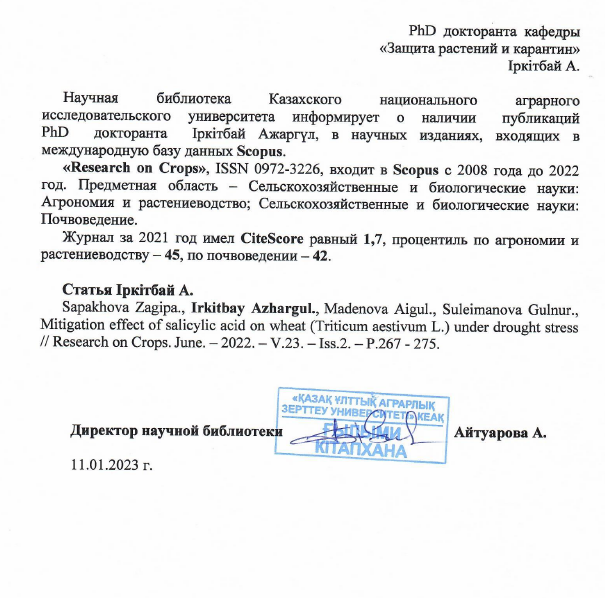 PhD докторанта кафедры
«Защита растений и карантин»
Іркітбай А.
Научная библиотека Казахского национального аграрного
исследовательского университета информирует о наличии публикаций
PhD докторанта Іркітбай Ажаргүл, в научных изданиях, входящих в
международную базу данных Scopus.
«Research on Crops», ISSN 0972-3226, входит в Scopus с 2008 года до 2022
год. Предметная область – Сельскохозяйственные и биологические науки:
Агрономия и растениеводство; Сельскохозяйственные и биологические науки:
Почвоведение.
Журнал за 2021 год имел CiteScore равный 1,7, процентиль по агрономии и
растениеводству – 45, по почвоведении – 42.
Статья Іркітбай А.
Sapakhova Zagipa., Irkitbay Azhargul., Madenova Aigul., Suleimanova Gulnur.,
Mitigation effect of salicylic acid on wheat (Triticum aestivum L.) under drought stress
// Research on Crops. June. – 2022. – V.23. – Iss.2. – P.267 - 275.
«ҚАЗАҚ ҰЛТТЫҚ АГРАРЛЫҚ
ЗЕРТТЕУ УНИВЕРСИТЕТІ» КЕАҚ
ҒЫЛЫМИ
КІТАПХАНА
Директор научной библиотеки Айтуарова А.
11.01.2023 г.